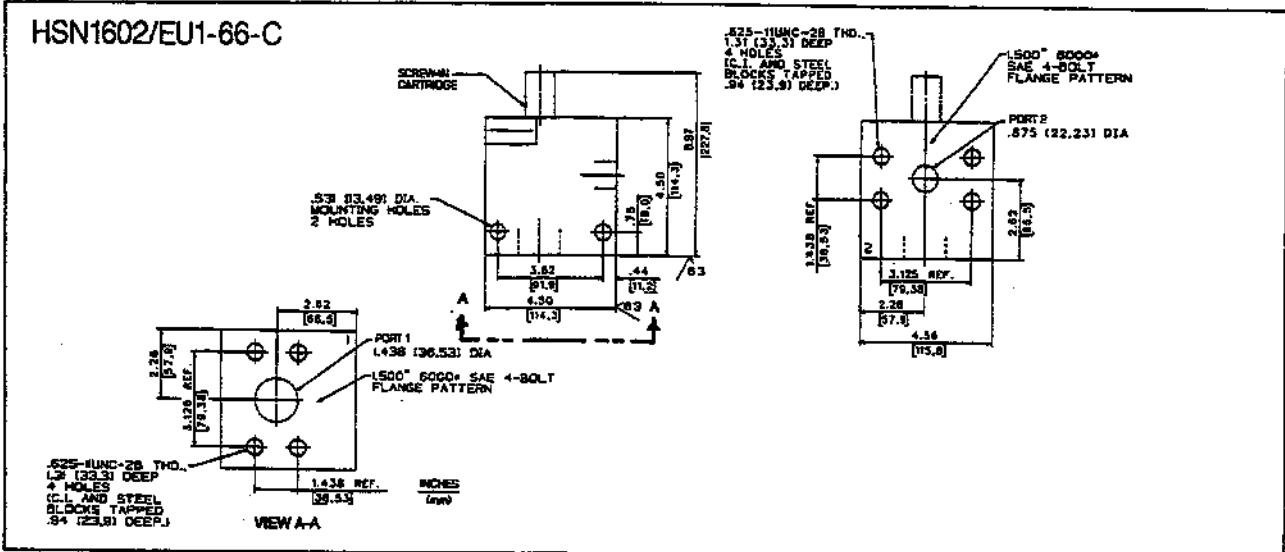 HSN1602/EU1-66-C
SCREW-IN
CARTRIDGE
.531 [13.49] DIA.
MOUNTING HOLES
2 HOLES
8.97
[227,8]
4.50
[114,3]
.75
3.62
[91,9]
.44
[11,2]
4.50
[114,3]
63
63
A
A
.625-11UNC-2B THD.
1.31 (33,3) DEEP
4 HOLES
(C.I. AND STEEL
BLOCKS TAPPED
.94 (23,9) DEEP.)
1.500" 6000#
SAE 4-BOLT
FLANGE PATTERN
PORT 2
.875 (22,23) DIA
1.438 REF.
[36,53]
2.62
[66,5]
3.125 REF.
[79,38]
2.28
[57,9]
4.56
[115,8]
2.62
[66,5]
2.28
[57,9]
3.125 REF
[79,38]
PORT 1
1.438 (36,53) DIA
1.500" 6000# SAE 4-BOLT
FLANGE PATTERN
.625-11UNC-2B THD.
1.31 (33,3) DEEP
4 HOLES
(C.I. AND STEEL
BLOCKS TAPPED
.94 (23,9) DEEP.)
1.438 REF.
[36,53]
INCHES
(mm)
VIEW A-A